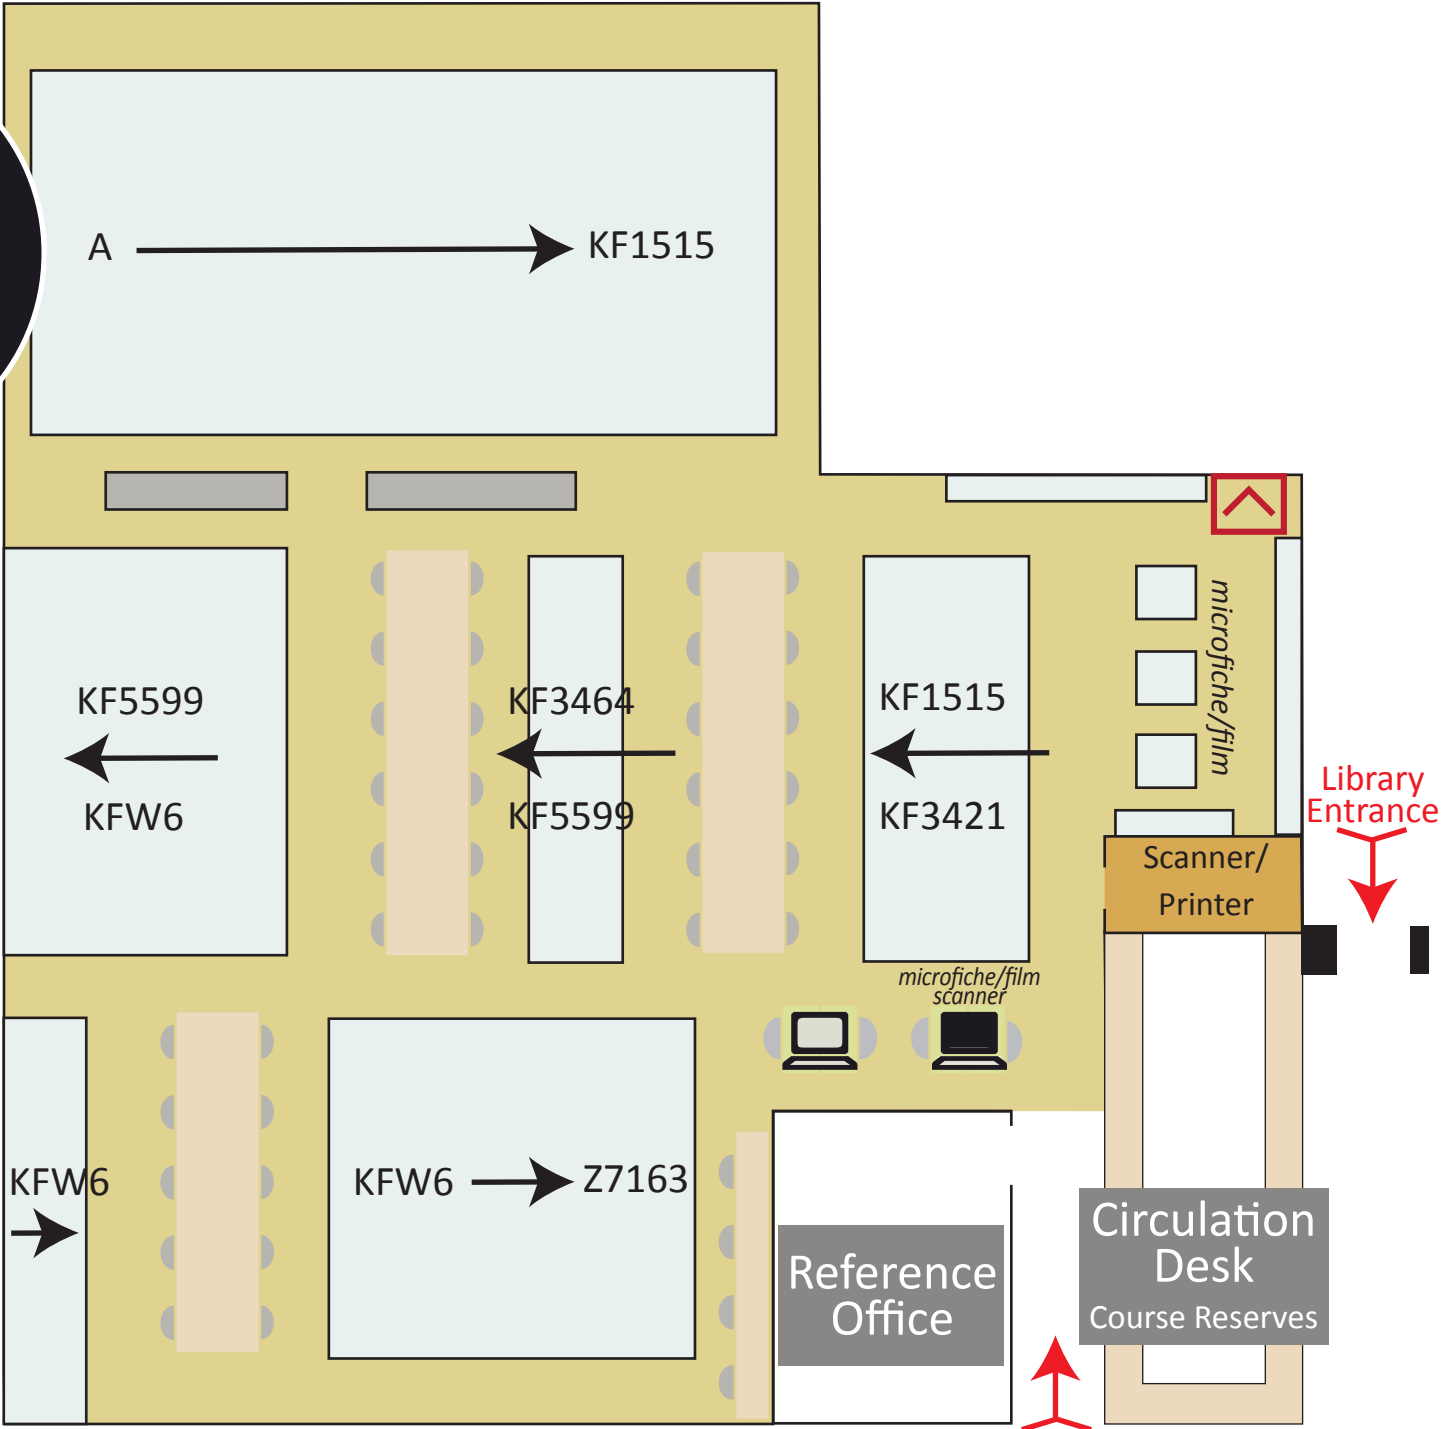 A
KF1515
KF5599
KFW6
KF3464
KF5599
KF1515
KF3421
microfiche/film
Library
Entrance
Scanner/
Printer
microfiche/film
scanner
KFW6
KFW6
Z7163
Reference
Office
Circulation
Desk
Course Reserves